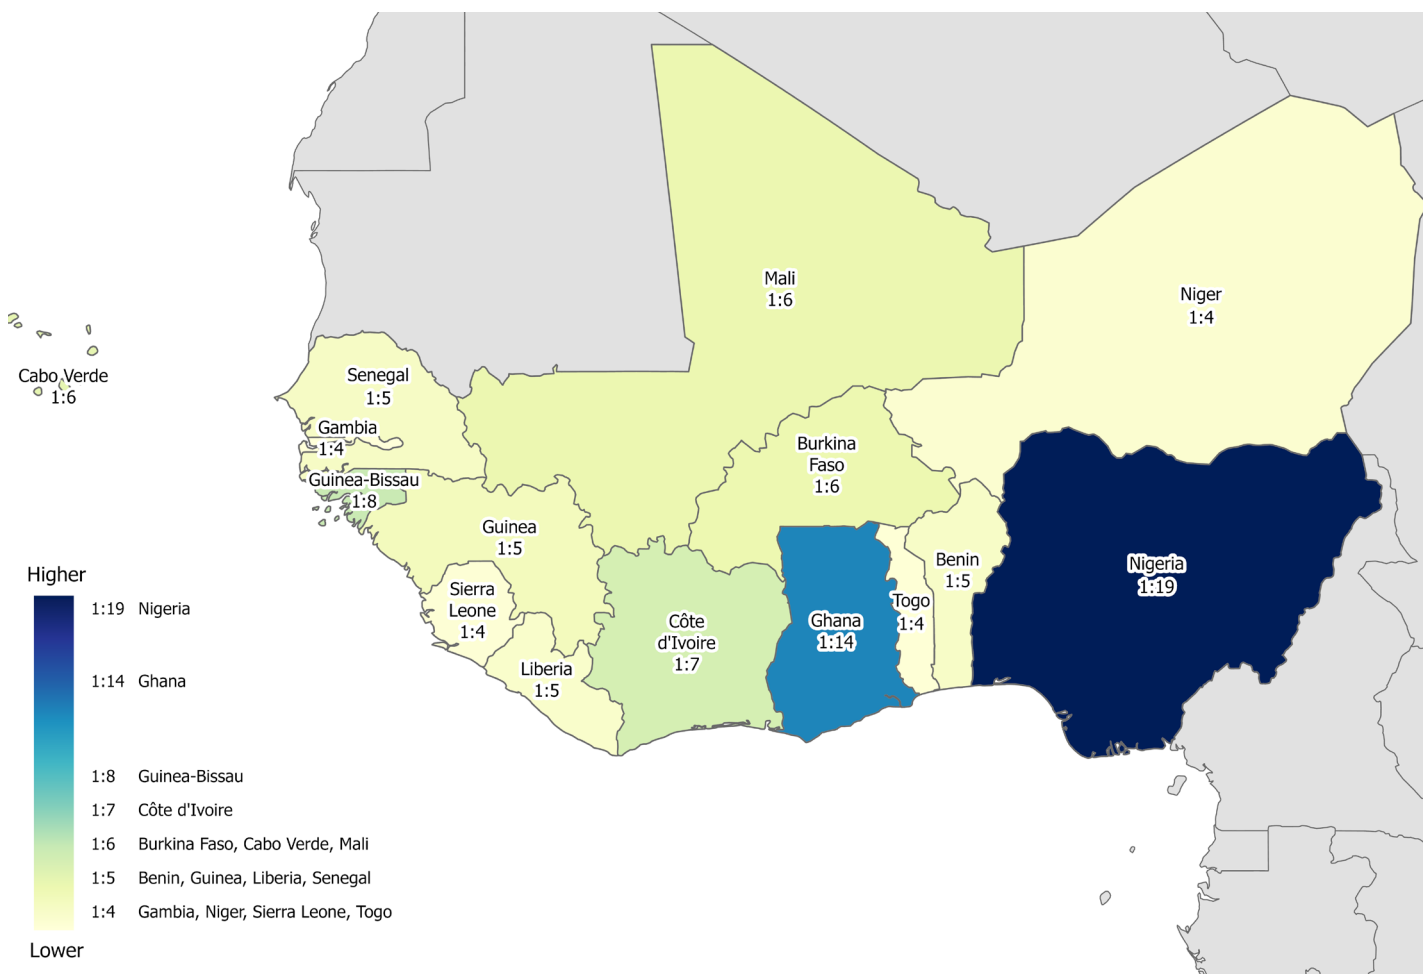 Mali
1:6
Niger
1:4
Cabo Verde
1:6
Senegal
1:5
Gambia
1:4
Burkina
Faso
1:6
Guinea-Bissau
1:8
Guinea
1:5
Sierra
Leone
1:4
Liberia
1:5
Côte
d'Ivoire
1:7
Ghana
1:14
Togo
1:4
Benin
1:5
Nigeria
1:19
Higher
1:19 Nigeria
1:14 Ghana
1:8 Guinea-Bissau
1:7 Côte d'Ivoire
1:6 Burkina Faso, Cabo Verde, Mali
1:5 Benin, Guinea, Liberia, Senegal
1:4 Gambia, Niger, Sierra Leone, Togo
Lower